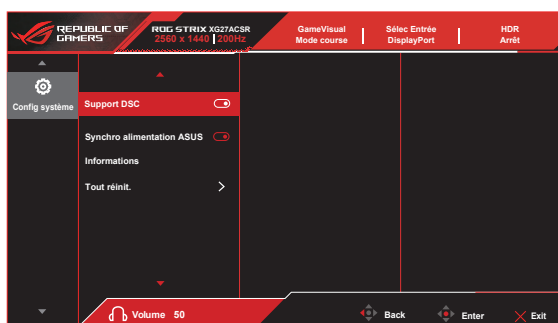 REPUBLIC OF
GAMERS
ROG STRIX XG27ACSR
2560 x 1440 200Hz
GameVisual
Mode course
Sélec Entrée
DisplayPort
HDR
Arrêt
Config système
Support DSC
Synchro alimentation ASUS
Informations
Tout réinit.
Volume 50
Back
Enter
Exit